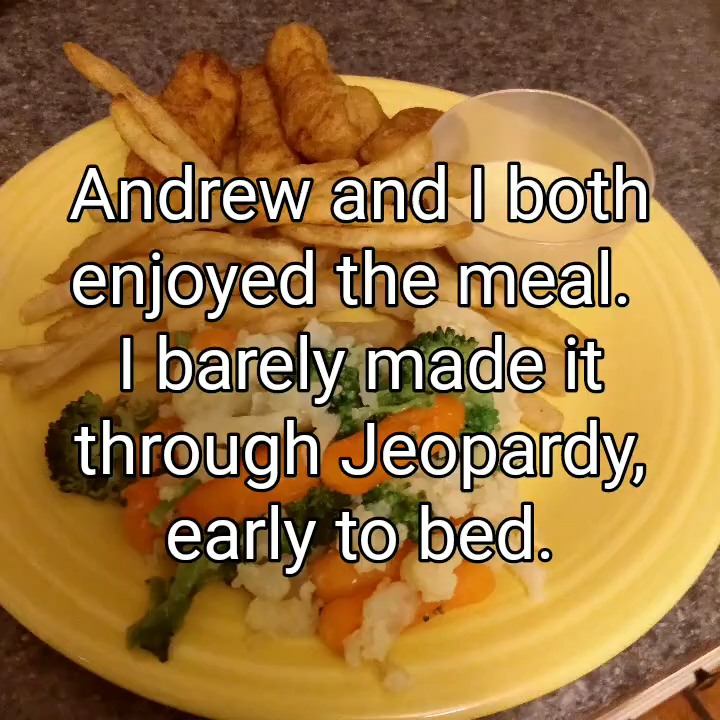 Andrew and I both
enjoyed the meal.
I barely made it
through Jeopardy,
early to bed.